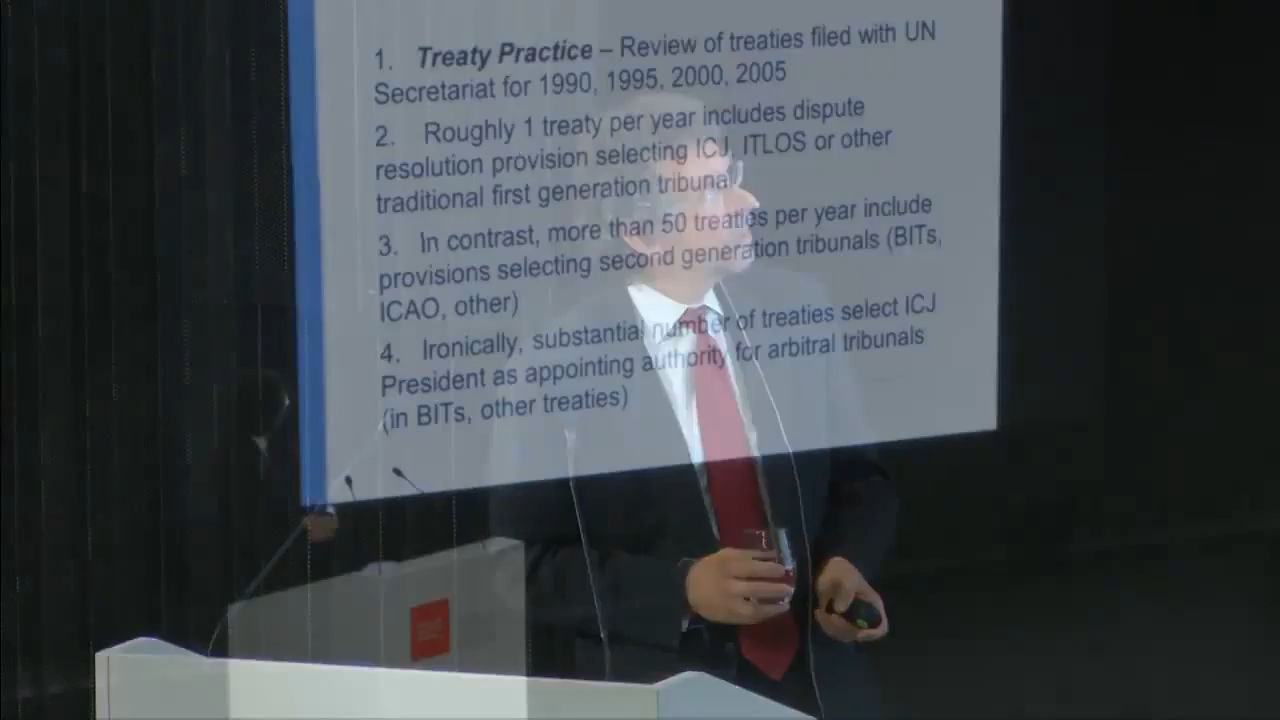 1. Treaty Practice – Review of treaties filed with UN
Secretariat for 1990, 1995, 2000, 2005
2. Roughly 1 treaty per year includes dispute
resolution provision selecting ICJ, ITLOS or other
traditional first generation tribunal
3. In contrast, more than 50 treaties per year include
provisions selecting second generation tribunals (BITs,
ICAO, other)
4. Ironically, substantial number of treaties select ICJ
President as appointing authority for arbitral tribunals
(in BITs, other treaties)